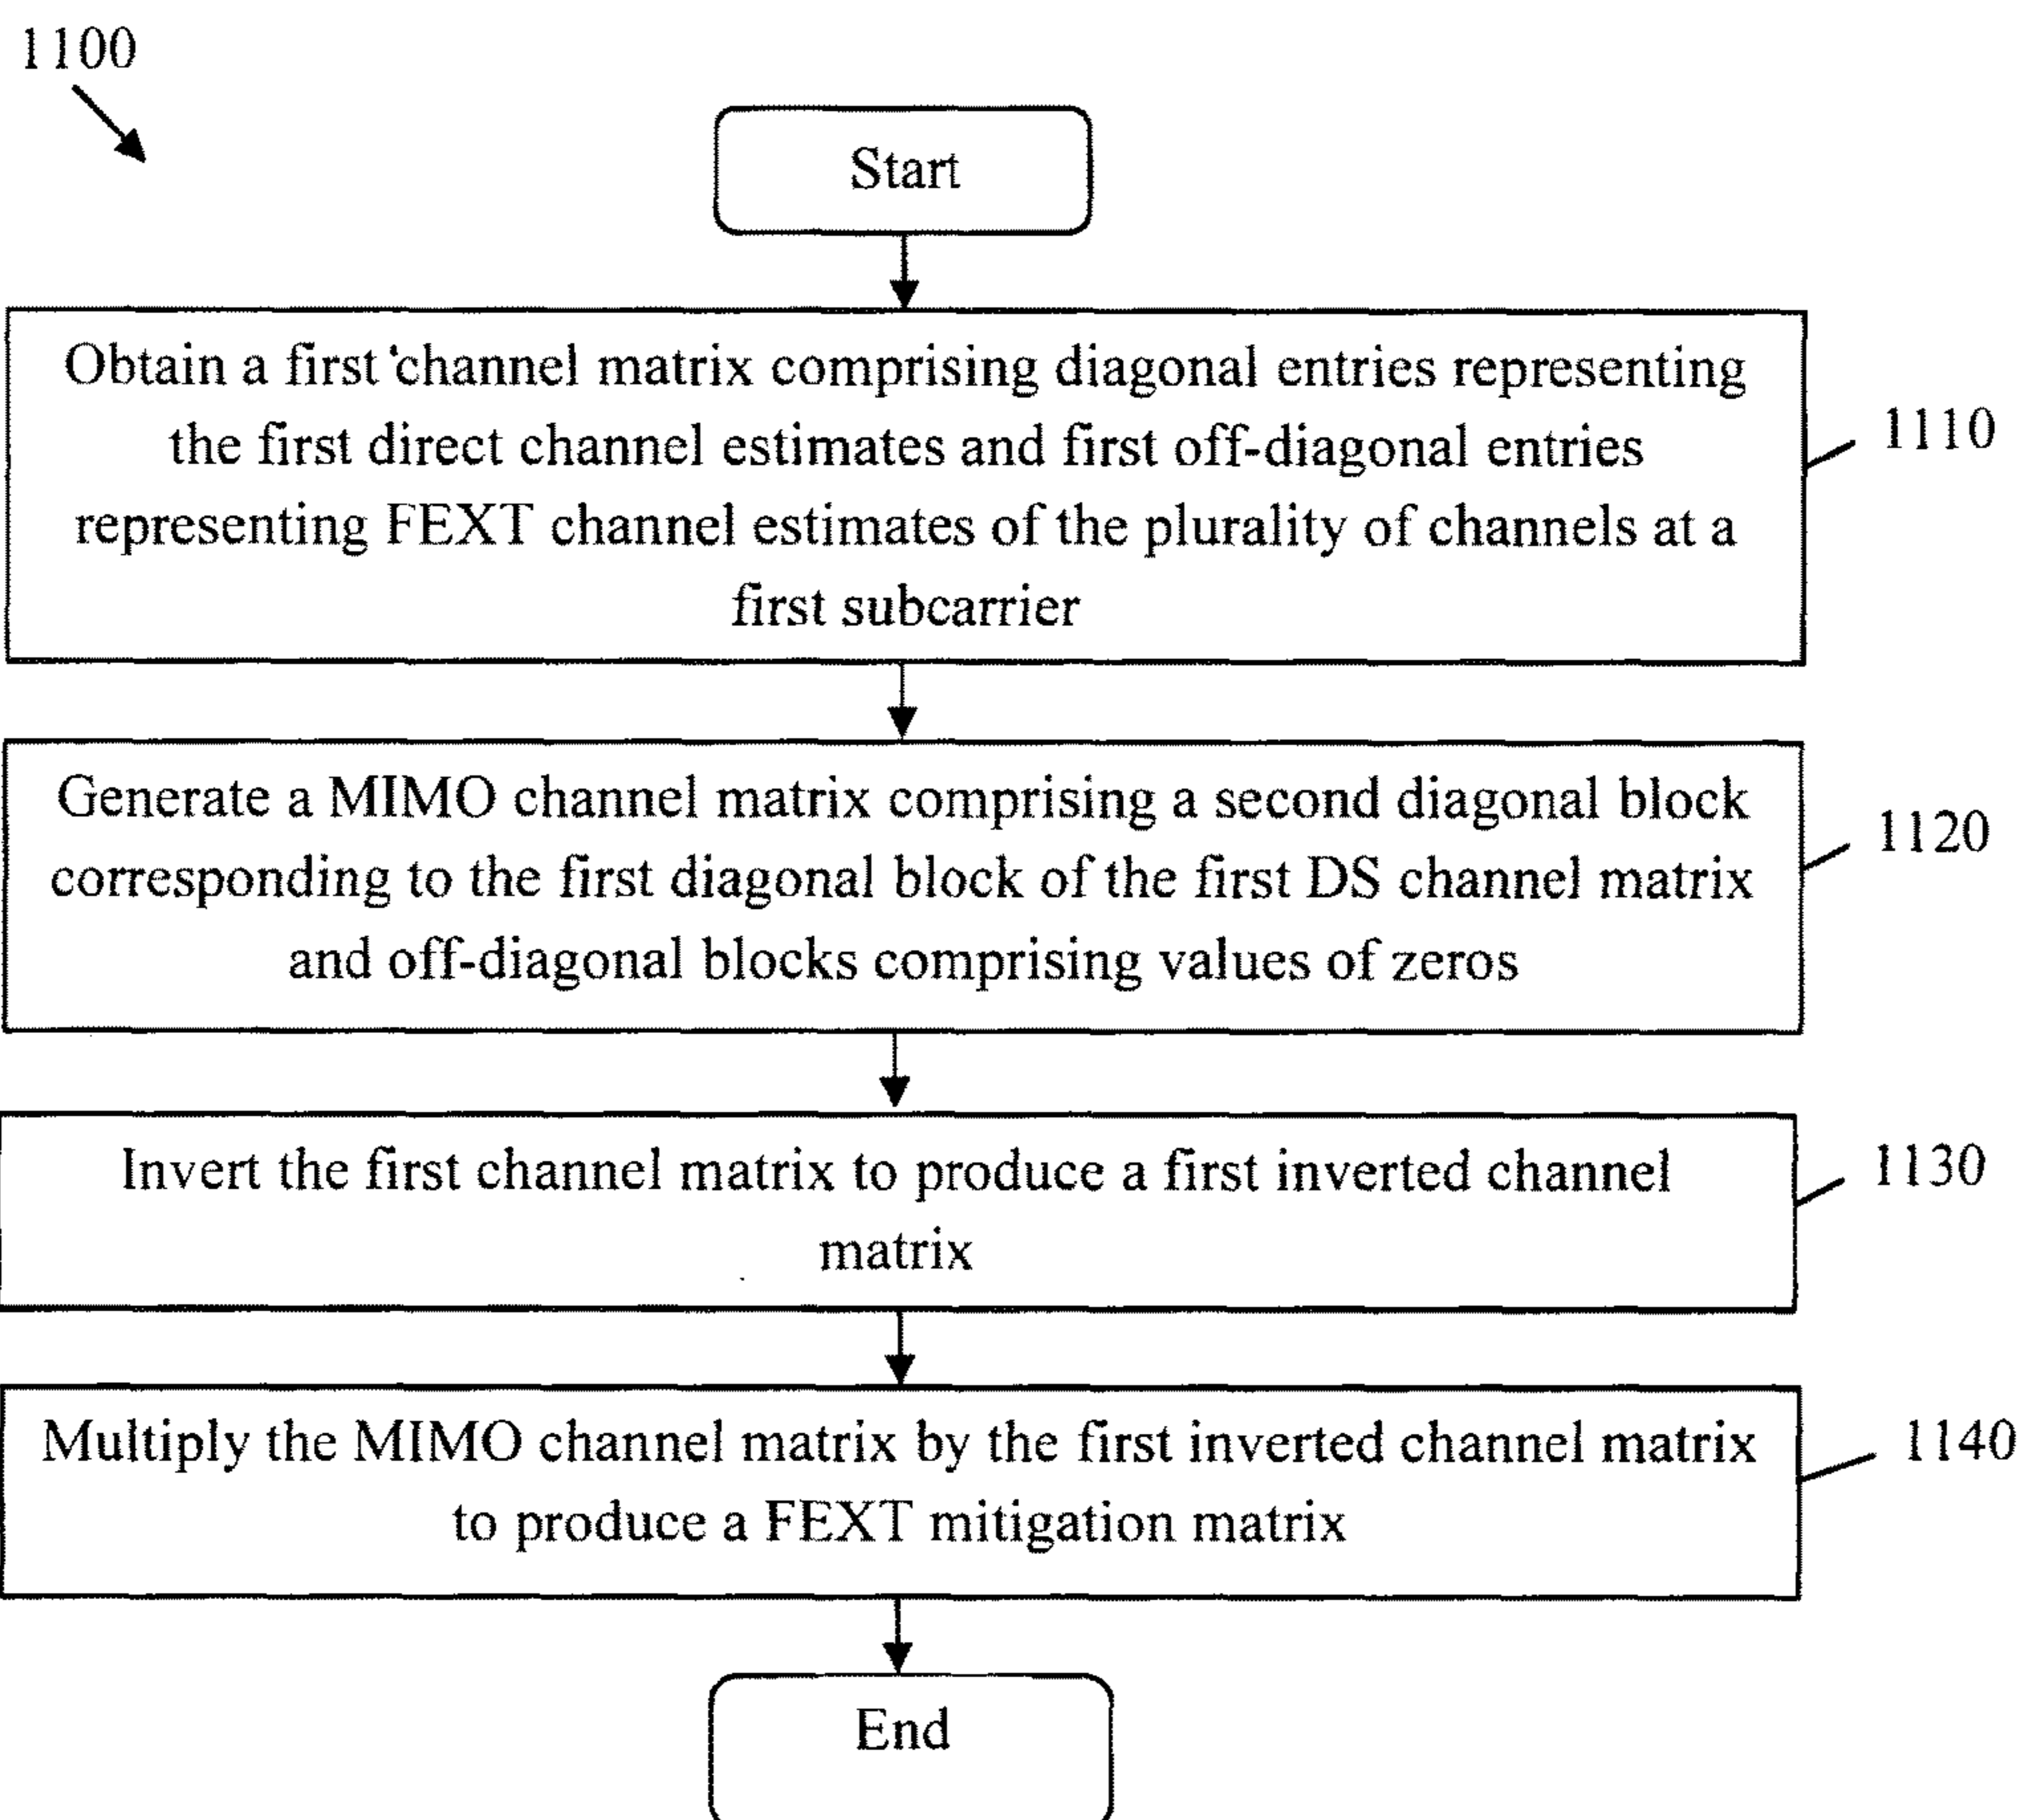 1100
Start
Obtain a first channel matrix comprising diagonal entries representing
the first direct channel estimates and first off-diagonal entries
representing FEXT channel estimates of the plurality of channels at a
first subcarrier
1110
Generate a MIMO channel matrix comprising a second diagonal block
corresponding to the first diagonal block of the first DS channel matrix
and off-diagonal blocks comprising values of zeros
1120
Invert the first channel matrix to produce a first inverted channel
matrix
1130
Multiply the MIMO channel matrix by the first inverted channel matrix
to produce a FEXT mitigation matrix
1140
End